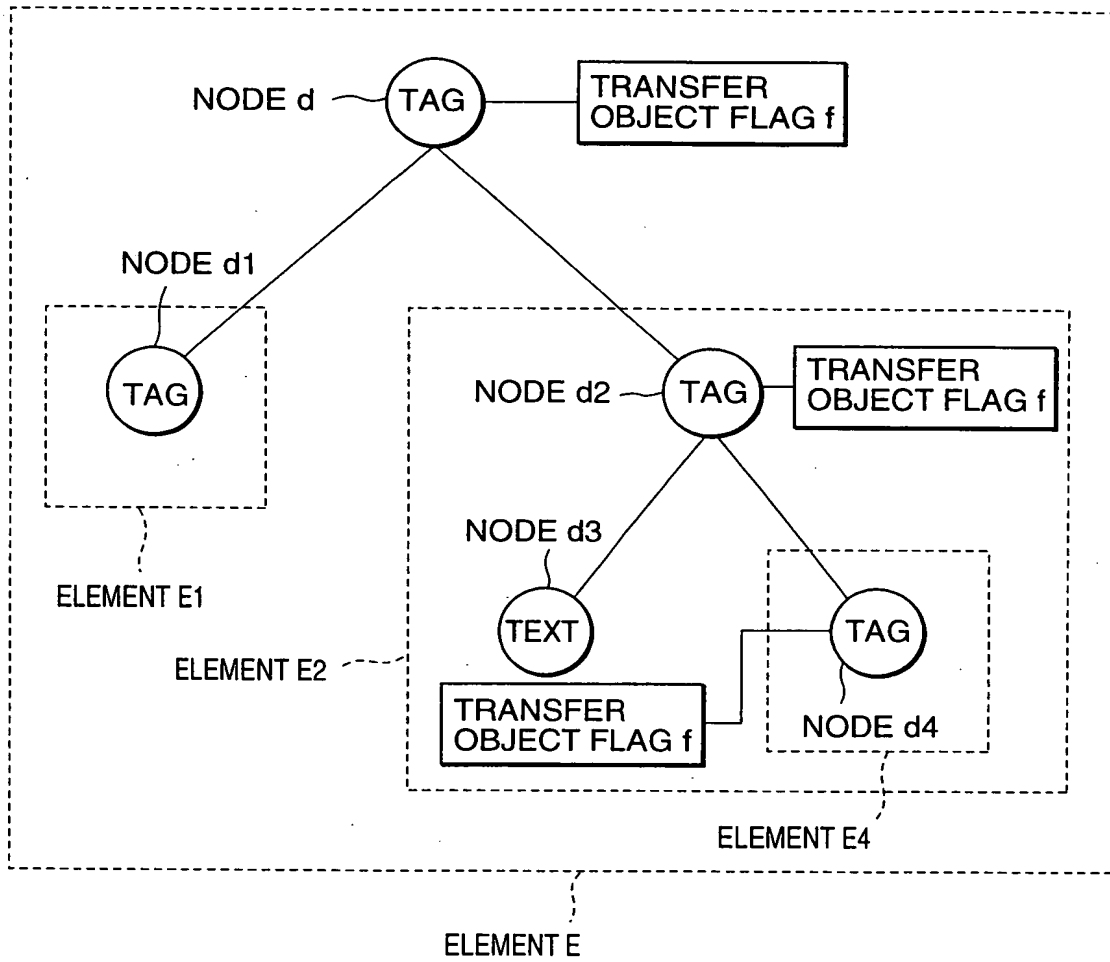 NODE d
TAG
TRANSFER
OBJECT FLAG f
NODE d1
TAG
NODE d2
TAG
TRANSFER
OBJECT FLAG f
NODE d3
TEXT
TAG
NODE d4
TRANSFER
OBJECT FLAG f
ELEMENT E1
ELEMENT E2
ELEMENT E4
ELEMENT E